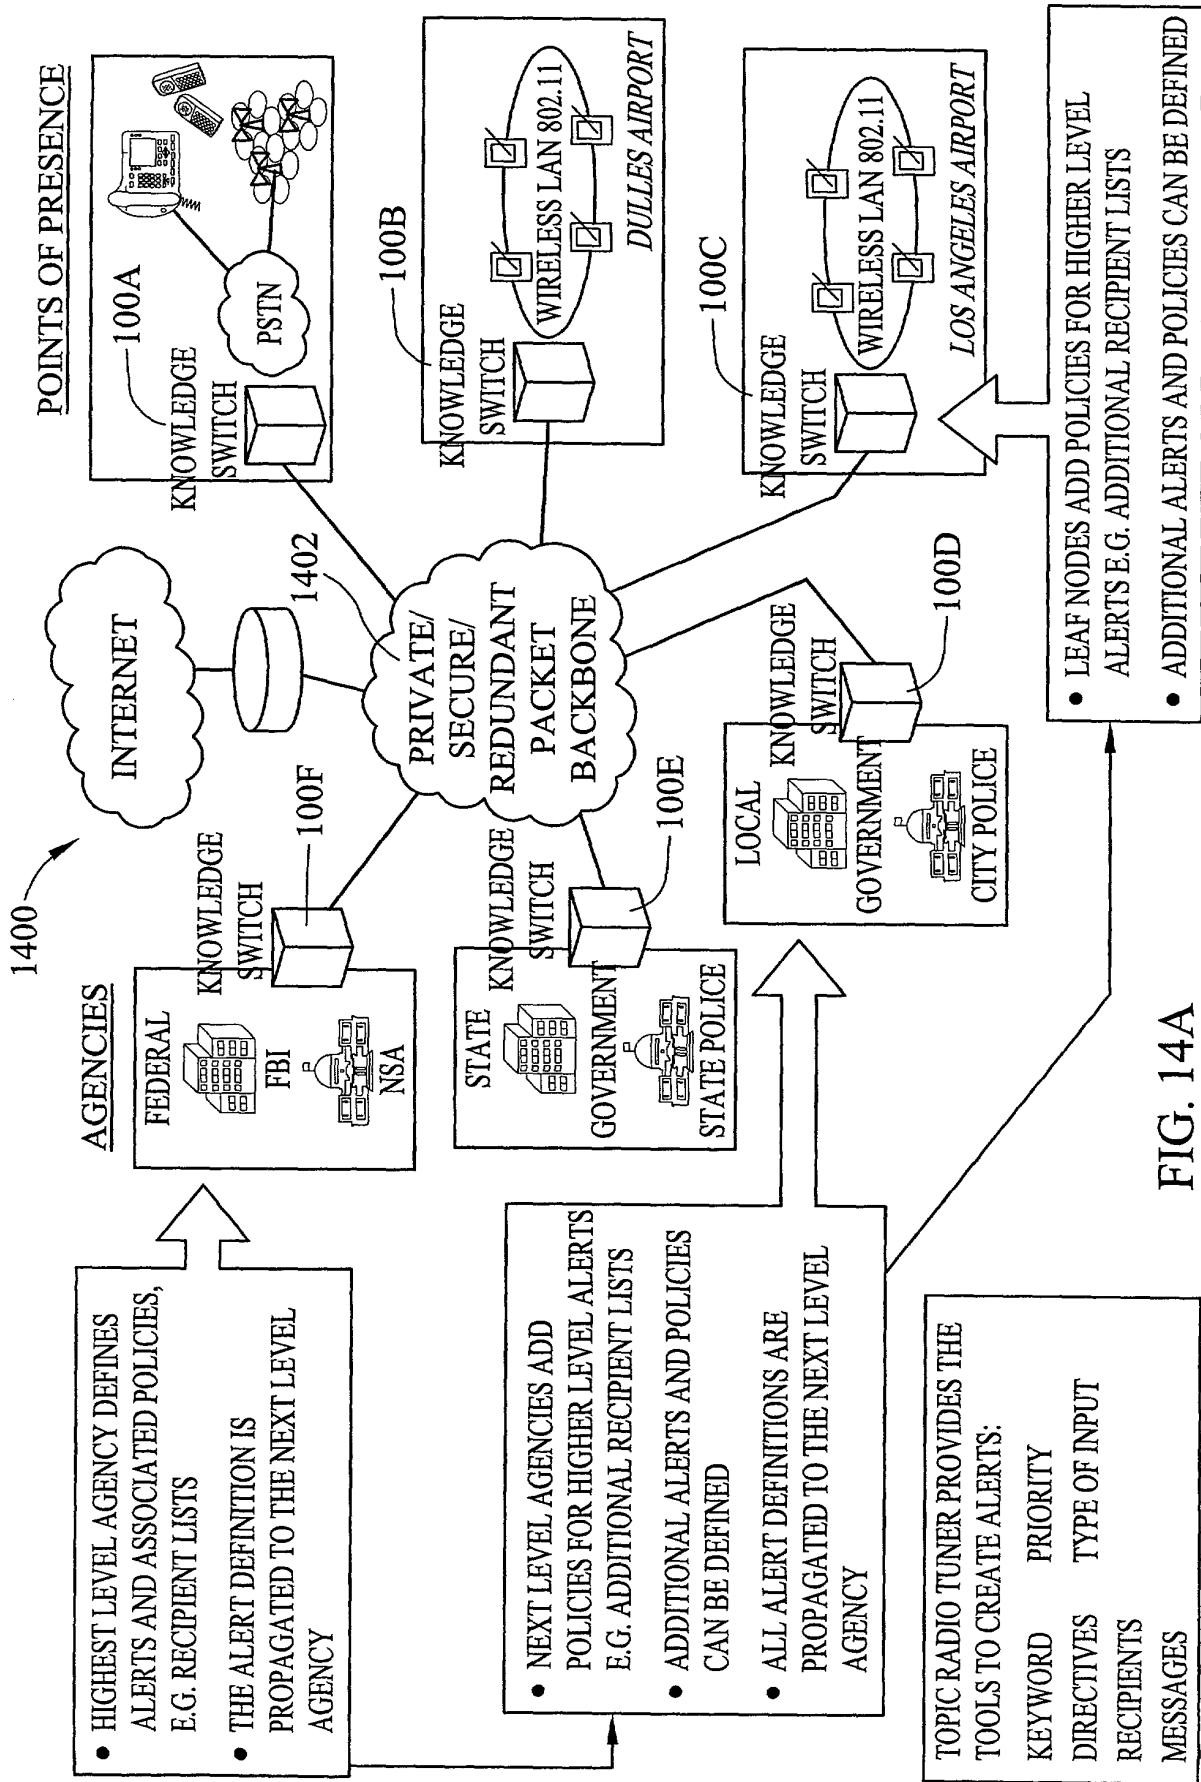 1400
AGENCIES
POINTS OF PRESENCE
HIGHEST LEVEL AGENCY DEFINES
ALERTS AND ASSOCIATED POLICIES,
E.G. RECIPIENT LISTS
THE ALERT DEFINITION IS
PROPAGATED TO THE NEXT LEVEL
AGENCY
FEDERAL
FBI
NSA
KNOWLEDGE
SWITCH
100F
INTERNET
1402
PRIVATE/
SECURE/
REDUNDANT
PACKET
BACKBONE
KNOWLEDGE
SWITCH
100A
PSTN
KNOWLEDGE
SWITCH
100B
WIRELESS LAN 802.11
DULLES AIRPORT
KNOWLEDGE
SWITCH
100C
WIRELESS LAN 802.11
LOS ANGELES AIRPORT
STATE
GOVERNMENT
STATE POLICE
KNOWLEDGE
SWITCH
100E
LOCAL
GOVERNMENT
CITY POLICE
KNOWLEDGE
SWITCH
100D
NEXT LEVEL AGENCIES ADD
POLICIES FOR HIGHER LEVEL ALERTS
E.G. ADDITIONAL RECIPIENT LISTS
ADDITIONAL ALERTS AND POLICIES
CAN BE DEFINED
ALL ALERT DEFINITIONS ARE
PROPAGATED TO THE NEXT LEVEL
AGENCY
LEAF NODES ADD POLICIES FOR HIGHER LEVEL
ALERTS E.G. ADDITIONAL RECIPIENT LISTS
ADDITIONAL ALERTS AND POLICIES CAN BE DEFINED
TOPIC RADIO TUNER PROVIDES THE
TOOLS TO CREATE ALERTS:
KEYWORD PRIORITY
DIRECTIVES TYPE OF INPUT
RECIPIENTS
MESSAGES
FIG. 14A